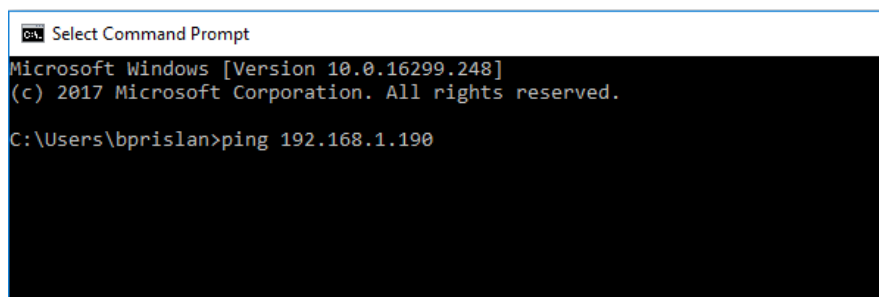 Select Command Prompt
Microsoft Windows [Version 10.0.16299.248]
(c) 2017 Microsoft Corporation. All rights reserved.
C:\Users\bprislan>ping 192.168.1.190